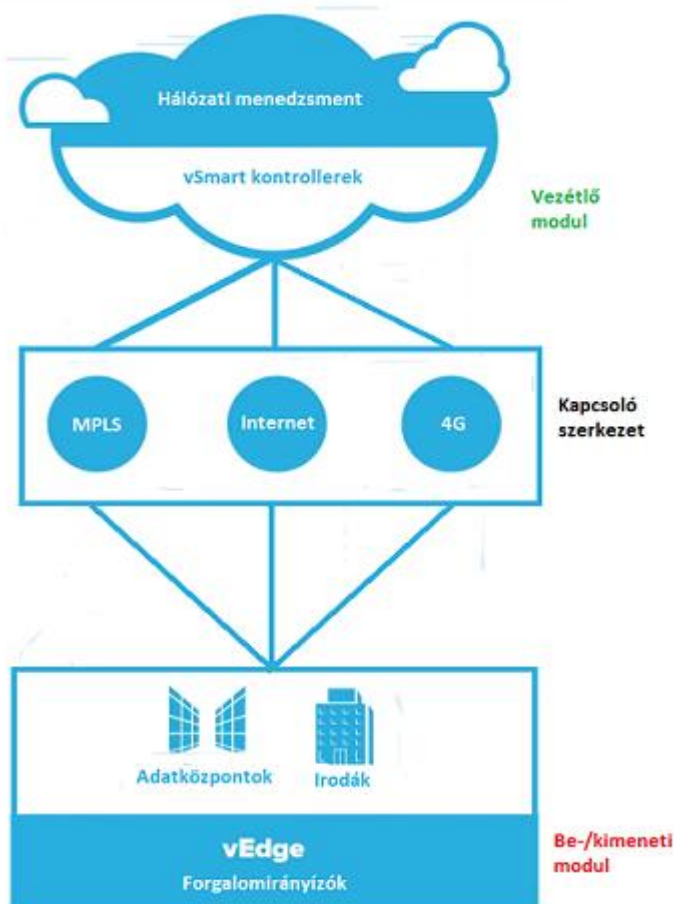 Hálózati menedzsment
vSmart kontrollerek
Vezétlő
modul
MPLS
Internet
4G
Kapcsoló
szerkezet
Adatközpontok
Irodák
vEdge
Forgalomirányízók
Be-/kimeneti
modul